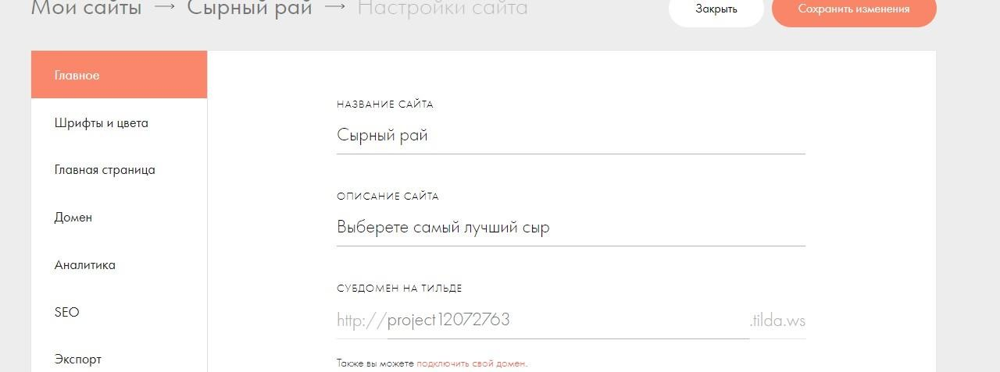 Мои сайты → Сырный рай → Настройки сайта
Закрыть
Сохранить изменения
Главное
Шрифты и цвета
Главная страница
Домен
Аналитика
SEO
Экспорт
НАЗВАНИЕ САЙТА
Сырный рай
ОПИСАНИЕ САЙТА
Выберете самый лучший сыр
СУБДОМЕН НА ТИЛЬДЕ
http://project12072763.tilda.ws
Также вы можете подключить свой домен.